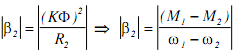 |β₂| = |(KΦ)² / R₂| ⇒ |β₂| = |(M₁ − M₂) / (ω₁ − ω₂)|